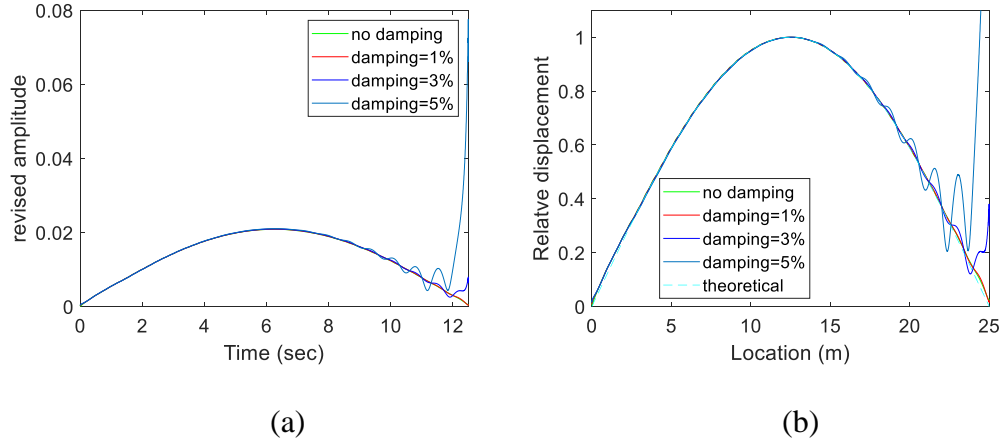 0.08
0.06
0.04
0.02
0
0
2
4
6
8
10
12
revised amplitude
Time (sec)
no damping
damping=1%
damping=3%
damping=5%
(a)
1
0.8
0.6
0.4
0.2
0
0
5
10
15
20
25
Relatve displacement
Location (m)
no damping
damping=1%
damping=3%
damping=5%
theoretical
(b)